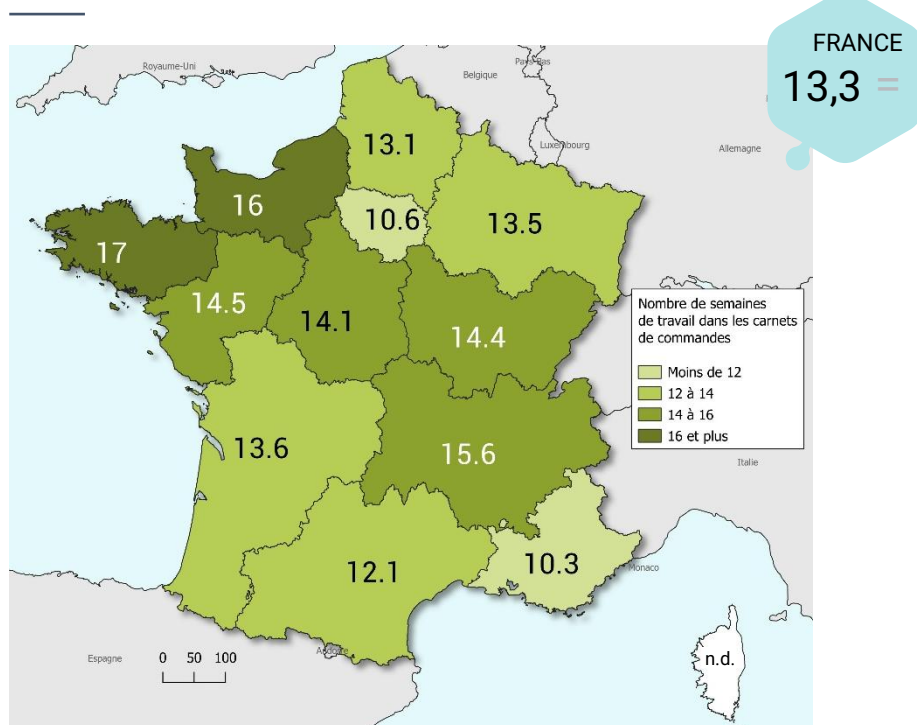 FRANCE
13,3 =
Royaume-Uni
Belgique
Pays-Bas
Luxembourg
Allemagne
13.1
16
10.6
13.5
17
14.5
14.1
14.4
Nombre de semaines
de travail dans les carnets
de commandes
Moins de 12
12 à 14
14 à 16
16 et plus
13.6
15.6
Italie
12.1
10.3
Monaco
Espagne
0 50 100
Andorre
n.d.